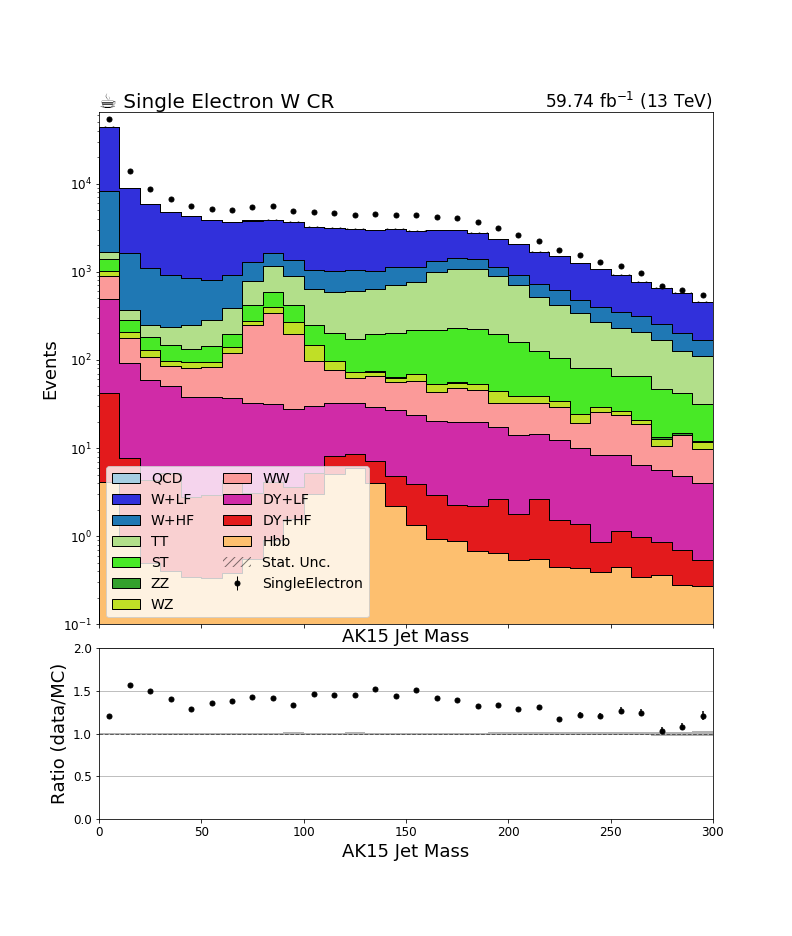 ☕ Single Electron W CR 59.74 fb⁻¹ (13 TeV)
Events
10⁴
10³
10²
10¹
10⁰
10⁻¹
QCD WW
W+LF DY+LF
W+HF DY+HF
TT Hbb
ST Stat. Unc.
ZZ SingleElectron
WZ
AK15 Jet Mass
Ratio (data/MC)
2.0
1.5
1.0
0.5
0.0
0 50 100 150 200 250 300
AK15 Jet Mass